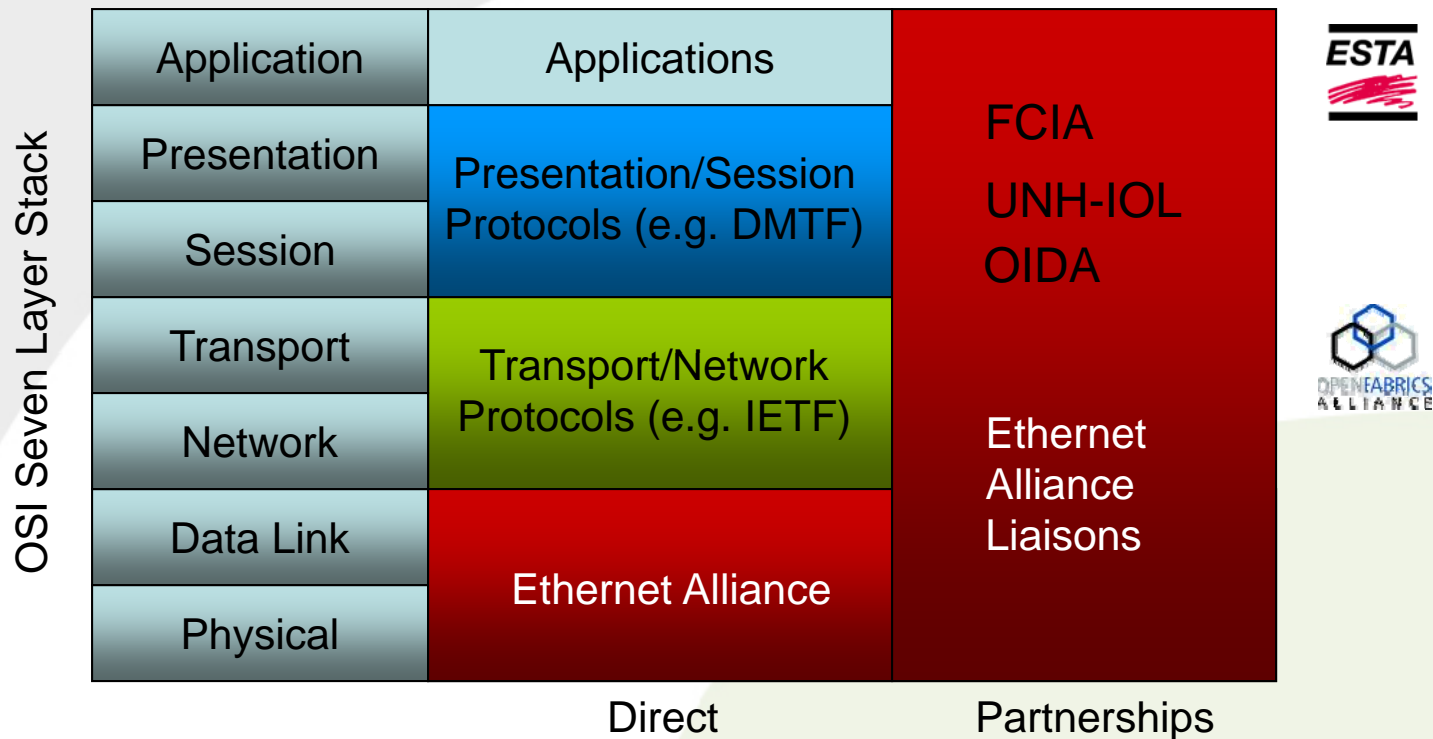 OSI Seven Layer Stack
Application
Presentation
Session
Transport
Network
Data Link
Physical
Applications
Presentation/Session
Protocols (e.g. DMTF)
Transport/Network
Protocols (e.g. IETF)
Ethernet Alliance
Direct
FCIA
UNH-IOL
OIDA
Ethernet
Alliance
Liaisons
Partnerships
ESTA
OPENFABRICS
ALLIANCE